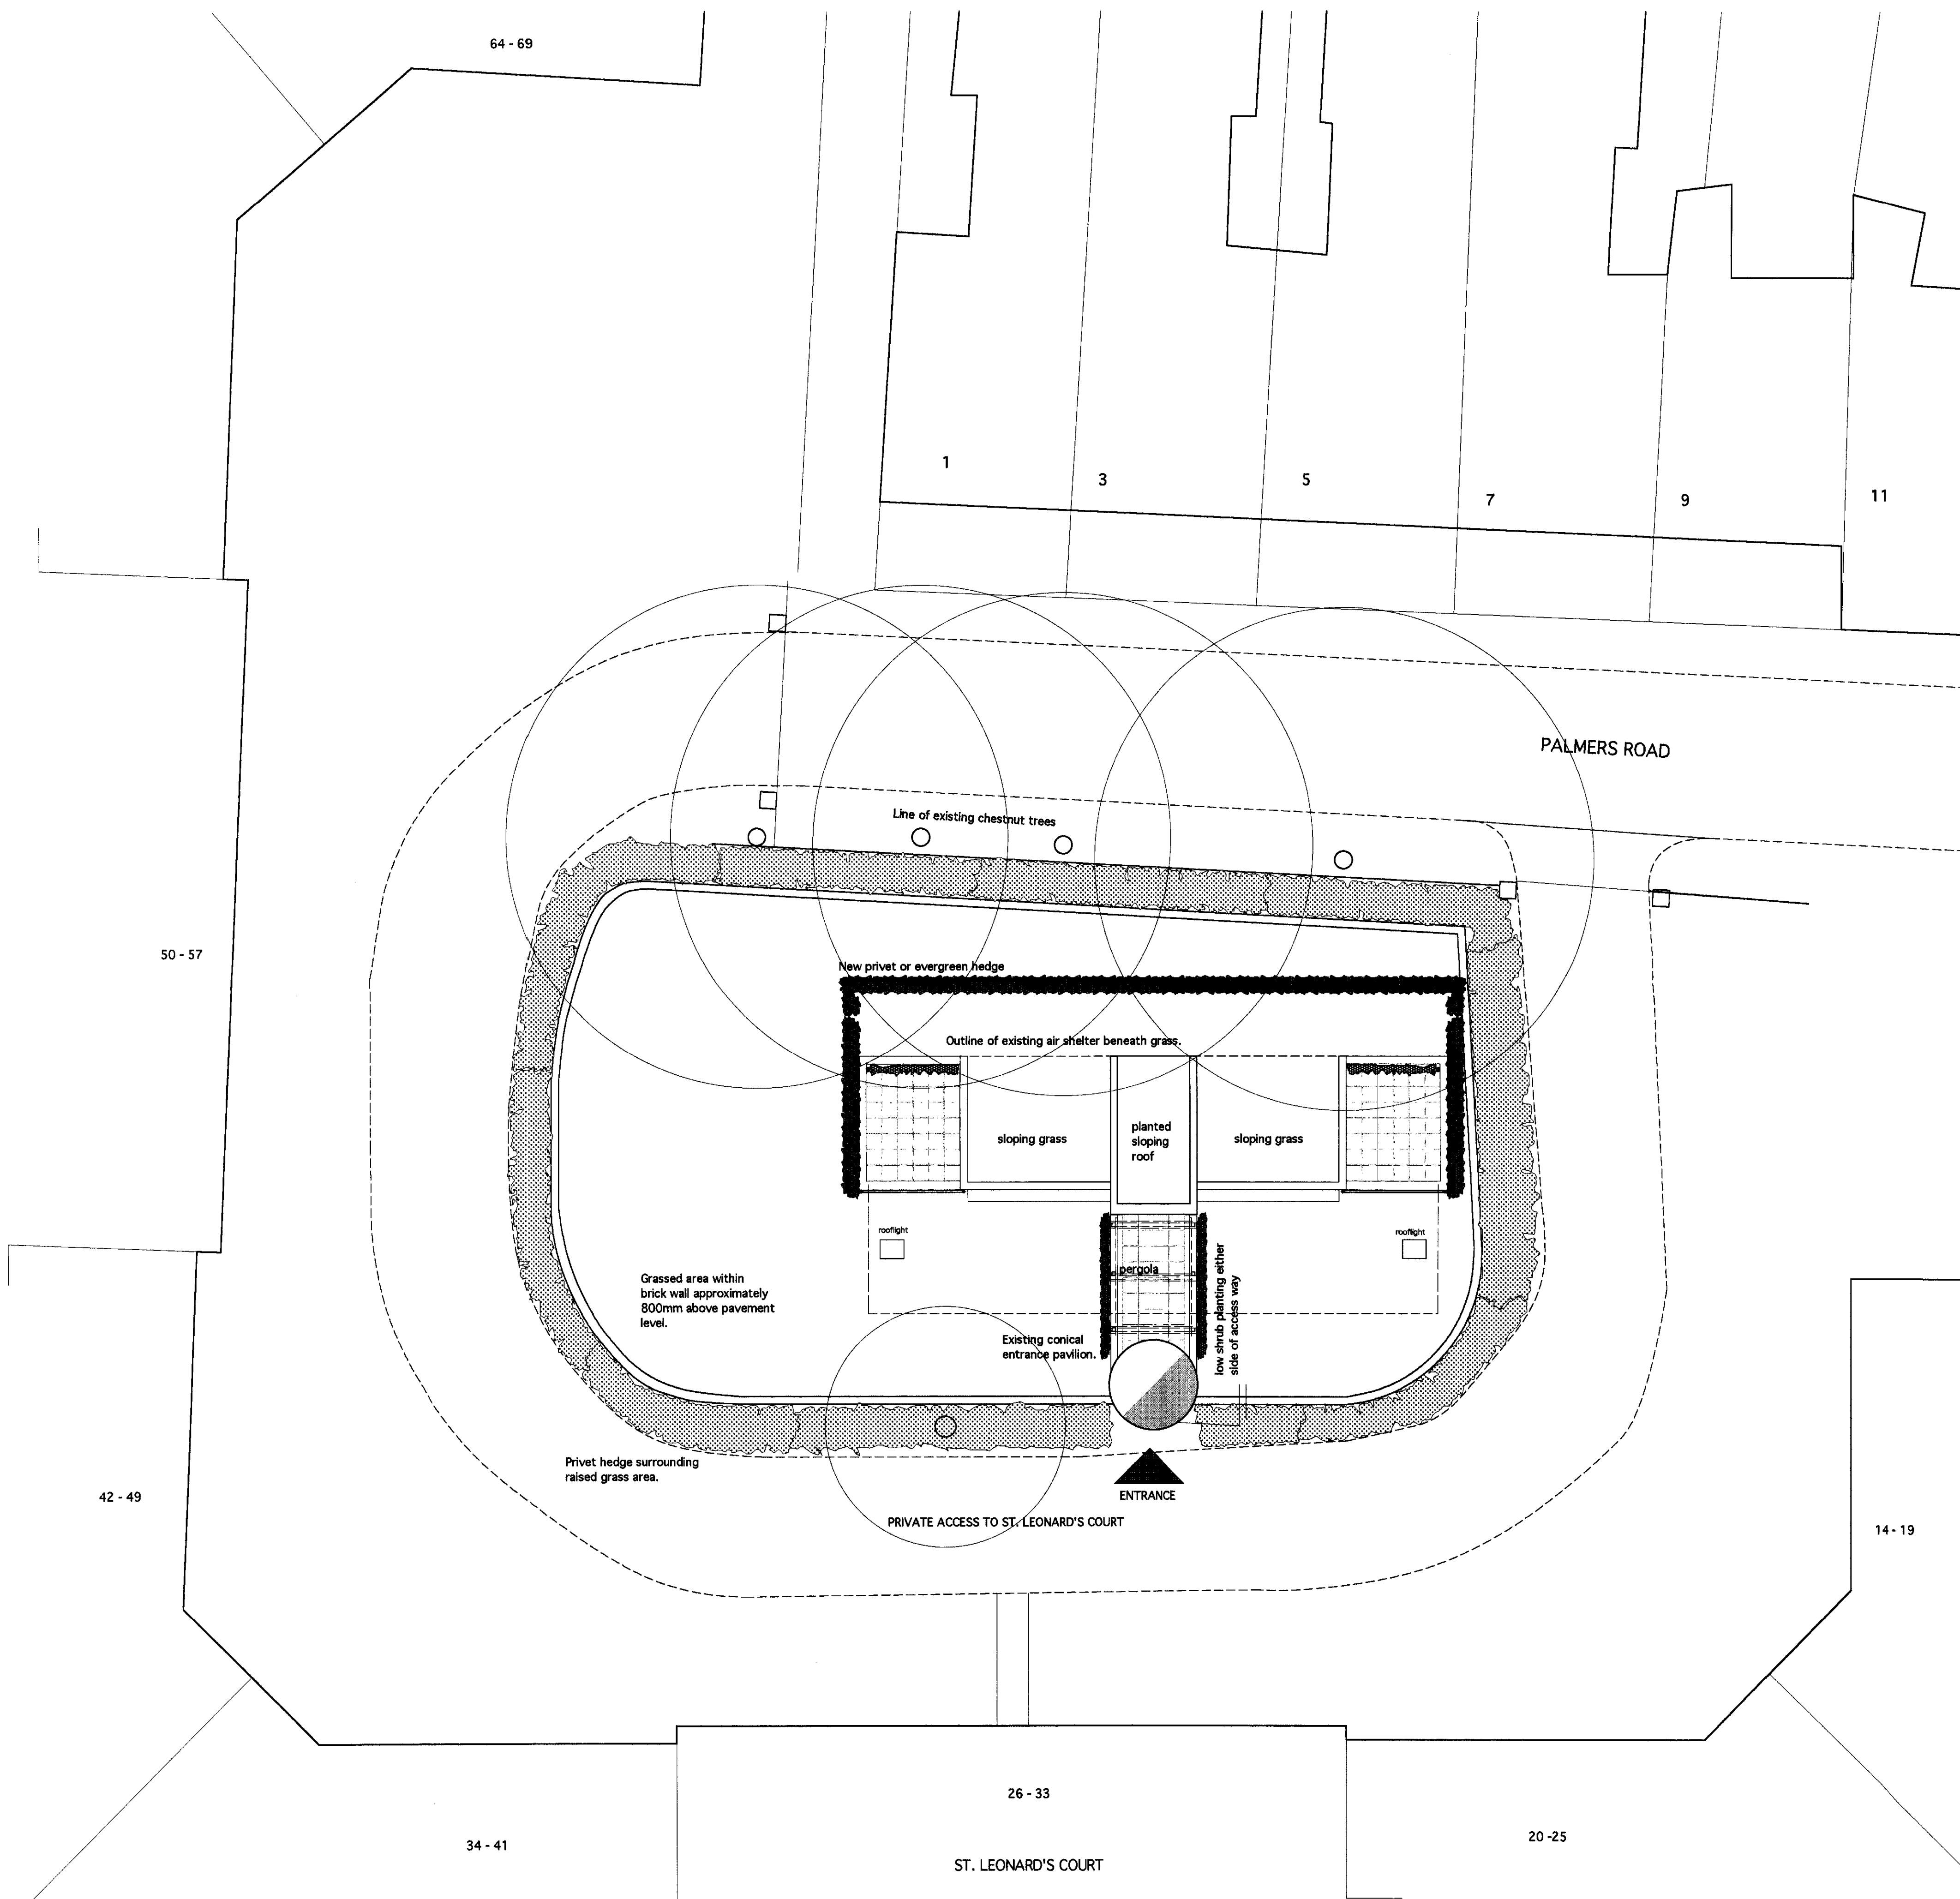 64 - 69
1
3
5
7
9
11
PALMERS ROAD
Line of existing chestnut trees
50 - 57
New privet or evergreen hedge
Outline of existing air shelter beneath grass.
sloping grass
planted
sloping
roof
sloping grass
rooflight
rooflight
pergola
low shrub planting either
side of access way
Grassed area within
brick wall approximately
800mm above pavement
level.
Existing conical
entrance pavilion.
Privet hedge surrounding
raised grass area.
42 - 49
ENTRANCE
PRIVATE ACCESS TO ST. LEONARD'S COURT
14 - 19
26 - 33
34 - 41
20 -25
ST. LEONARD'S COURT